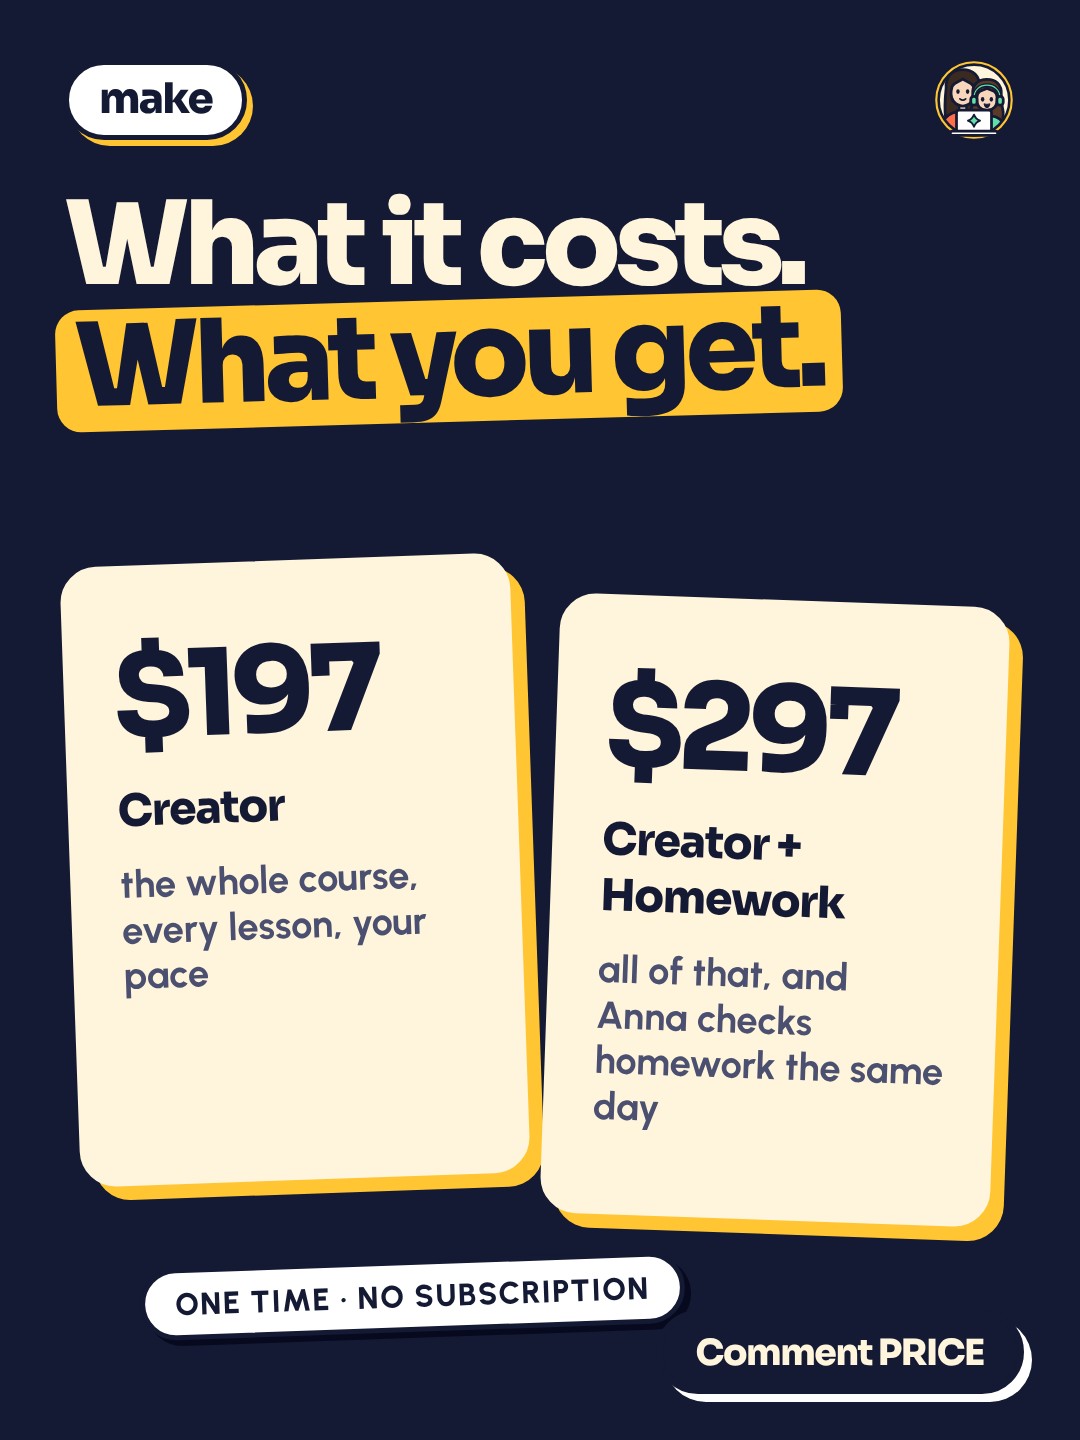 make
What it costs.
What you get.
$197
Creator
the whole course,
every lesson, your
pace
$297
Creator +
Homework
all of that, and
Anna checks
homework the same
day
ONE TIME · NO SUBSCRIPTION
Comment PRICE